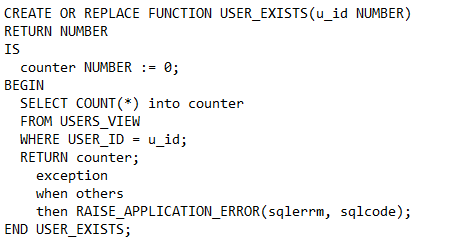 CREATE OR REPLACE FUNCTION USER_EXISTS(u_id NUMBER)
RETURN NUMBER
IS
  counter NUMBER := 0;
BEGIN
  SELECT COUNT(*) into counter
  FROM USERS_VIEW
  WHERE USER_ID = u_id;
  RETURN counter;
    exception
    when others
    then RAISE_APPLICATION_ERROR(sqlerrm, sqlcode);
END USER_EXISTS;